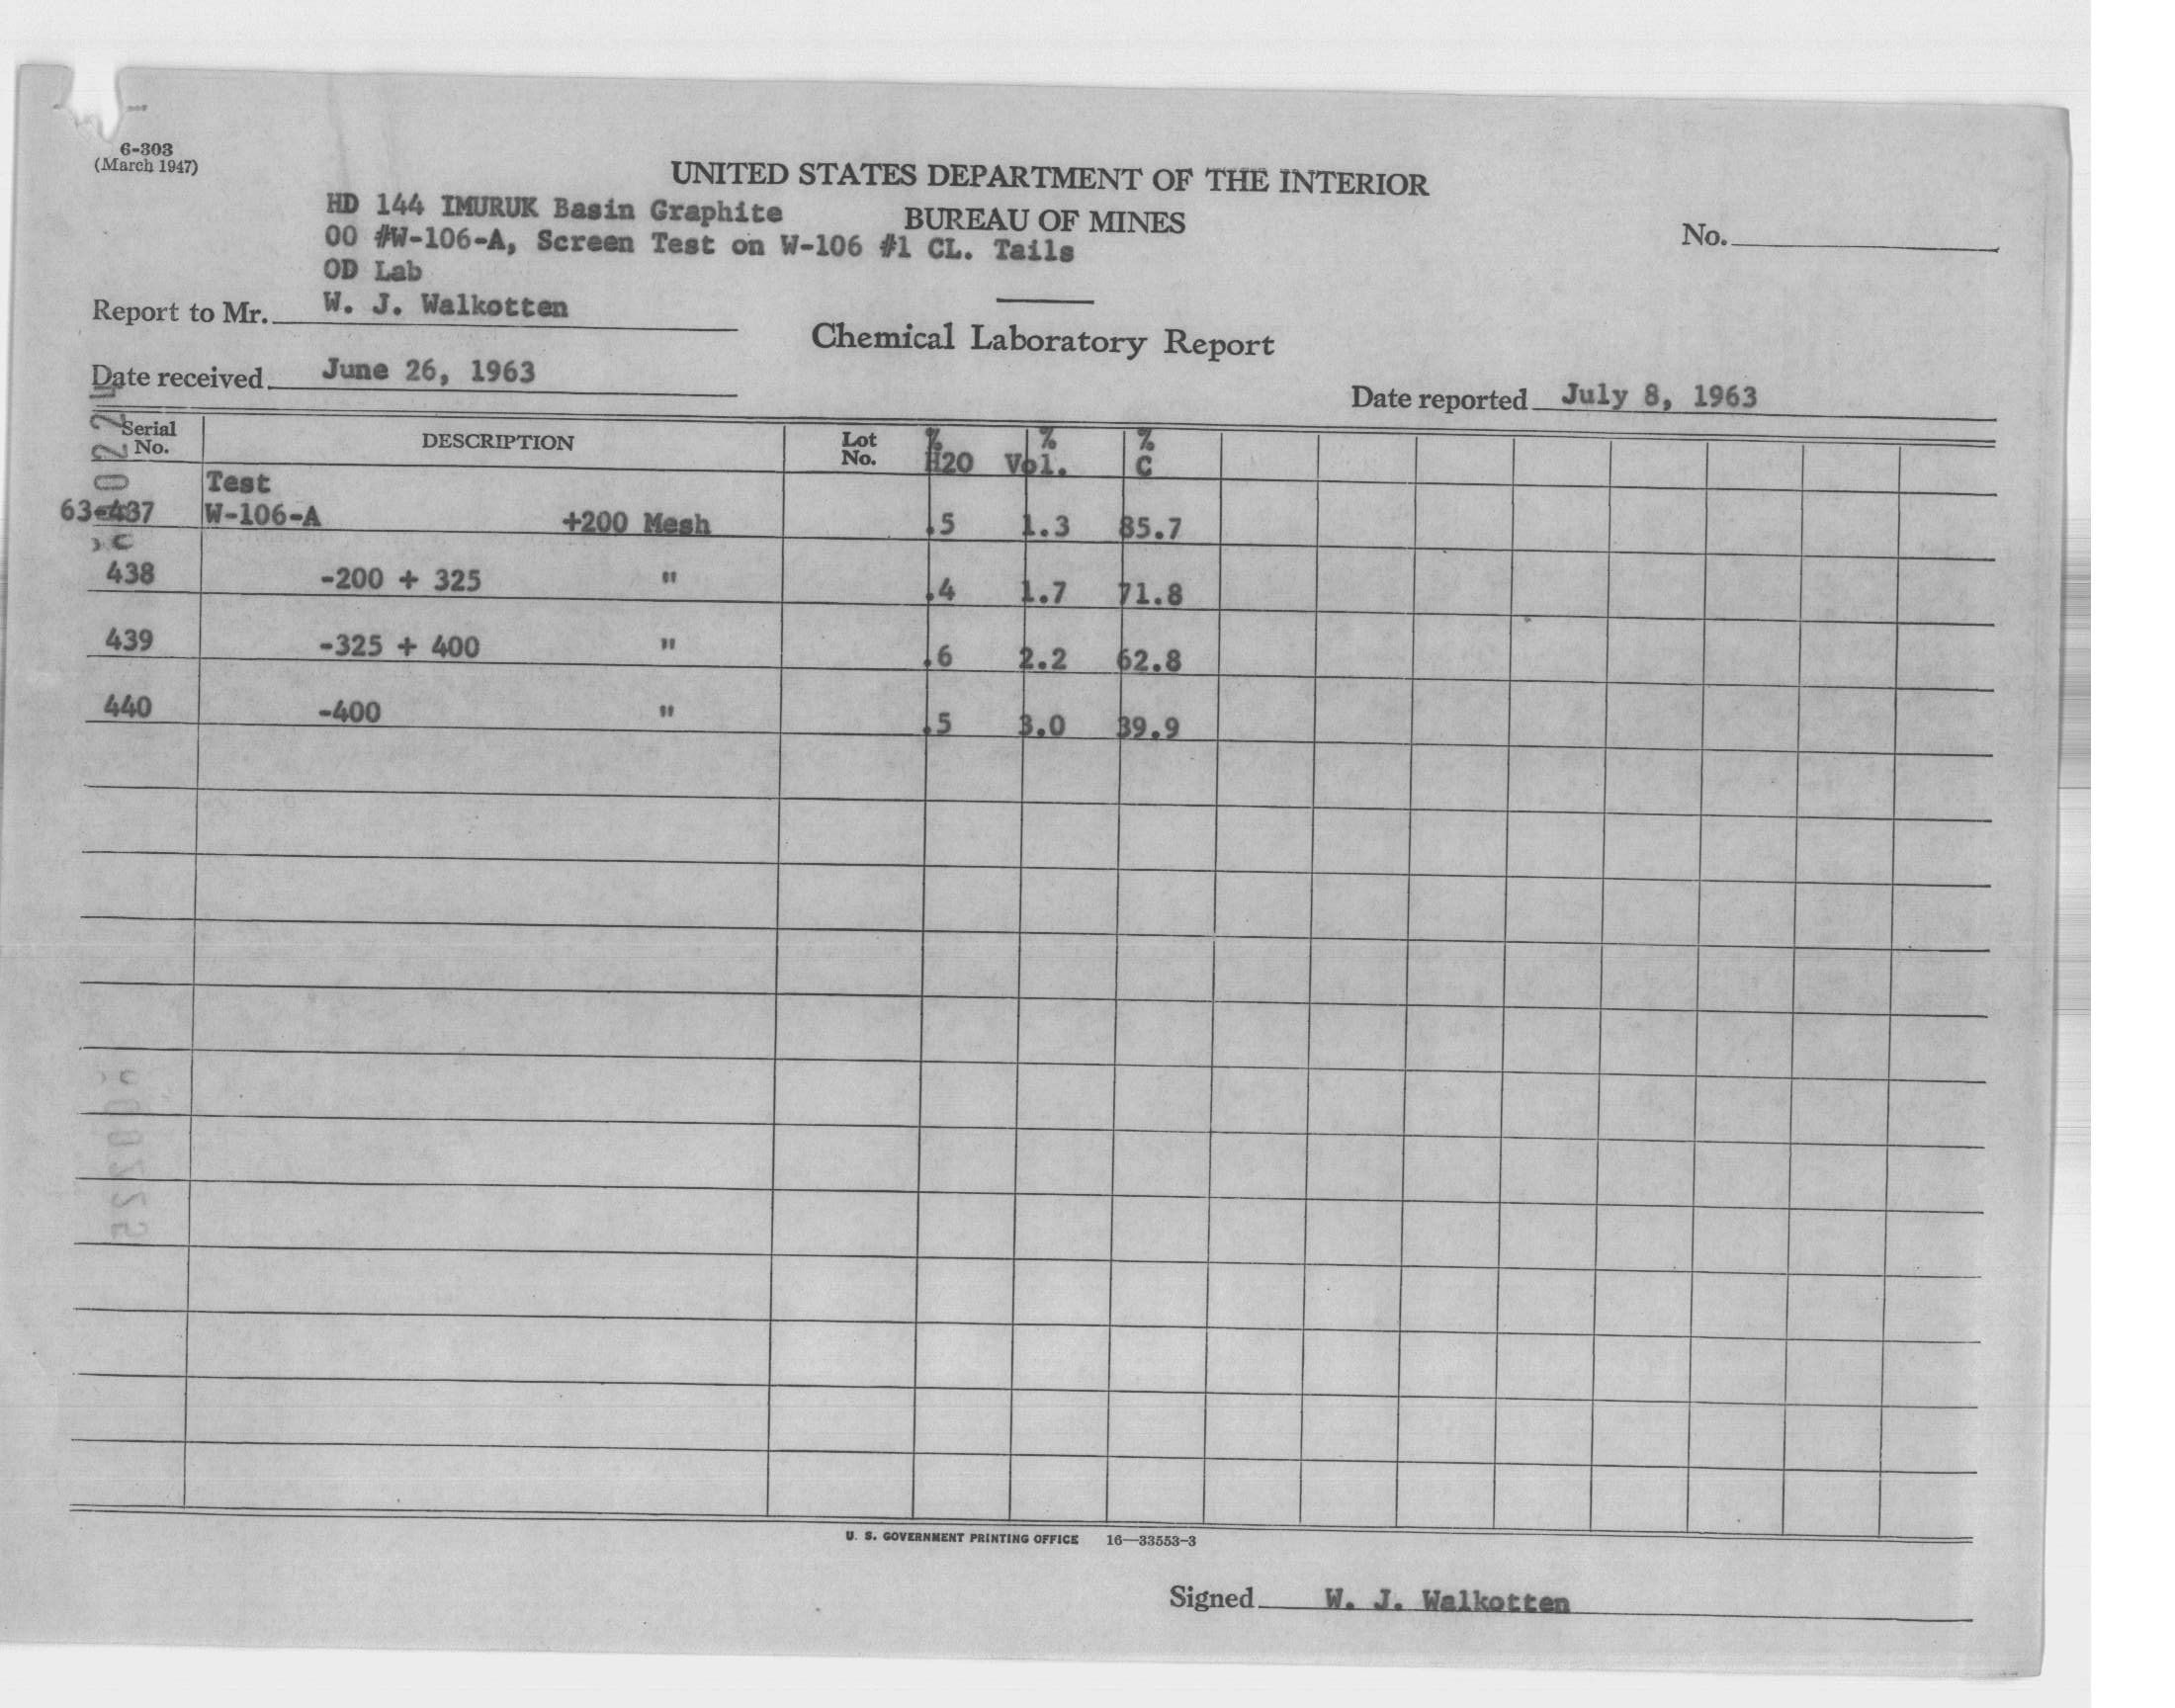 6-303
(March 1947)
UNITED STATES DEPARTMENT OF THE INTERIOR
HD 144 IMURUK Basin Graphite
BUREAU OF MINES
00 #W-106-A, Screen Test on W-106 #1 CL. Tails
No.
OD Lab
Report to Mr. W. J. Walkotten
Chemical Laboratory Report
Date received June 26, 1963
Date reported July 8, 1963
Serial No. DESCRIPTION Lot No. % H2O % Vol. % C
Test
63-437 W-106-A +200 Mesh .5 1.3 85.7
438 -200 + 325 " .4 1.7 71.8
439 -325 + 400 " .6 2.2 62.8
440 -400 " .5 3.0 39.9
U. S. GOVERNMENT PRINTING OFFICE 16—33553-3
Signed W. J. Walkotten